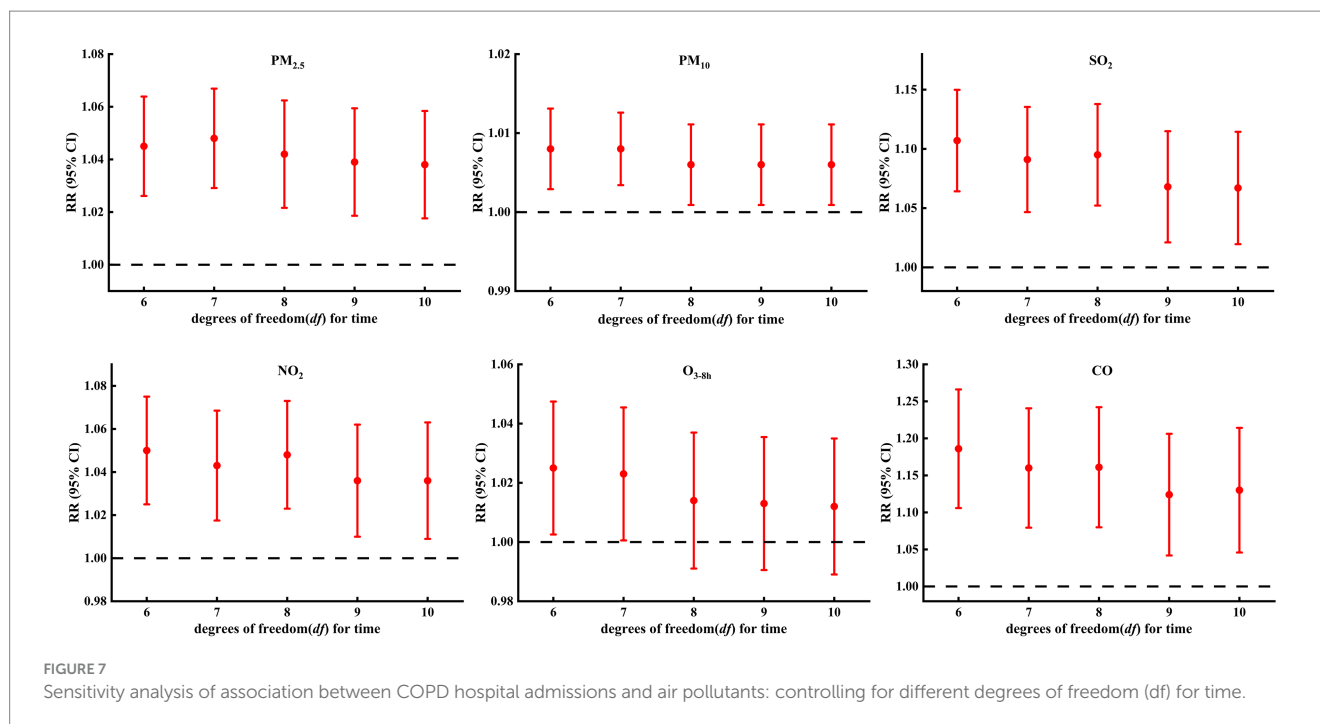 PM2.5
RR (95% CI)
1.08
1.06
1.04
1.02
1.00
6 7 8 9 10
degrees of freedom(df) for time
PM10
RR (95% CI)
1.02
1.01
1.00
0.99
6 7 8 9 10
degrees of freedom(df) for time
SO2
RR (95% CI)
1.15
1.10
1.05
1.00
6 7 8 9 10
degrees of freedom(df) for time
NO2
RR (95% CI)
1.08
1.06
1.04
1.02
1.00
0.98
6 7 8 9 10
degrees of freedom(df) for time
O3-8h
RR (95% CI)
1.06
1.04
1.02
1.00
0.98
6 7 8 9 10
degrees of freedom(df) for time
CO
RR (95% CI)
1.30
1.25
1.20
1.15
1.10
1.05
1.00
6 7 8 9 10
degrees of freedom(df) for time
FIGURE 7
Sensitivity analysis of association between COPD hospital admissions and air pollutants: controlling for different degrees of freedom (df) for time.